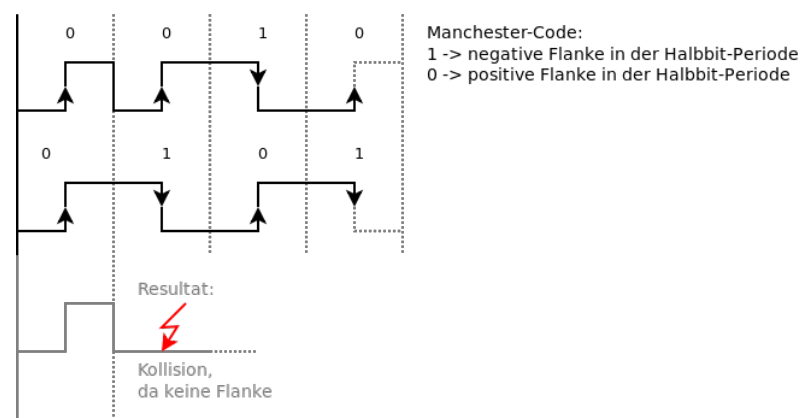 0 0 1 0
Manchester-Code:
1 -> negative Flanke in der Halbbit-Periode
0 -> positive Flanke in der Halbbit-Periode
0 1 0 1
Resultat:
Kollision,
da keine Flanke